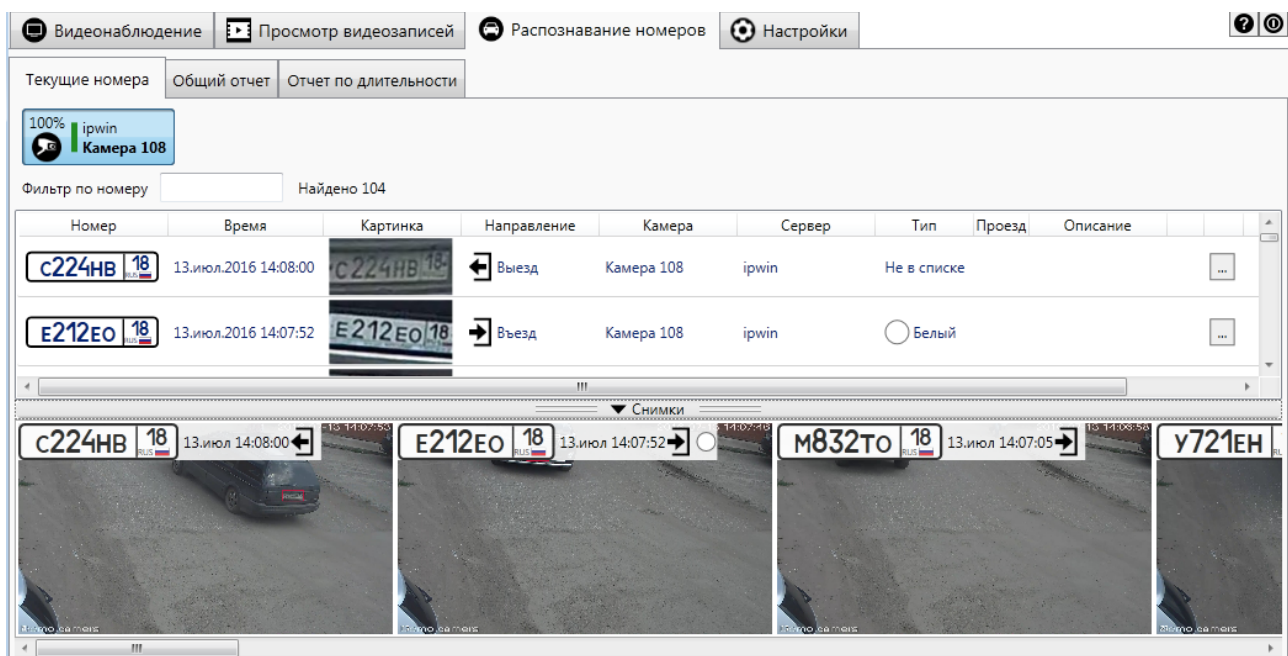 Видеонаблюдение Просмотр видеозаписей Распознавание номеров Настройки
Текущие номера Общий отчет Отчет по длительности
100% ipwin
Камера 108
Фильтр по номеру Найдено 104
Номер Время Картинка Направление Камера Сервер Тип Проезд Описание
С224НВ 18 RUS 13.июл.2016 14:08:00 С224НВ 18 Выезд Камера 108 ipwin Не в списке ...
Е212ЕО 18 RUS 13.июл.2016 14:07:52 Е212ЕО 18 Въезд Камера 108 ipwin Белый ...
Снимки
С224НВ 18 RUS 13.июл 14:08:00 Е212ЕО 18 RUS 13.июл 14:07:52 М832ТО 18 RUS 13.июл 14:07:05 У721ЕН